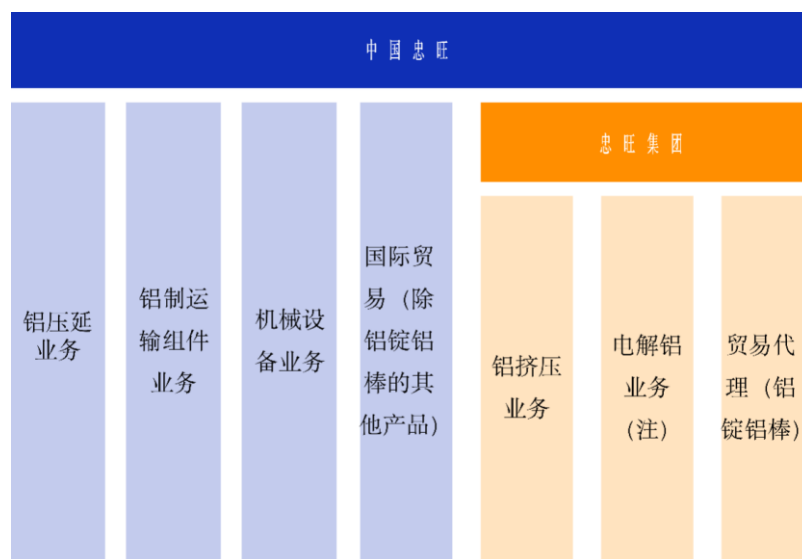 中国忠旺
忠旺集团
铝压延
业务
铝制运
输组件
业务
机械设
备业务
国际贸
易（除
铝锭铝
棒的其
他产品）
铝挤压
业务
电解铝
业务
（注）
贸易代
理（铝
锭铝棒）